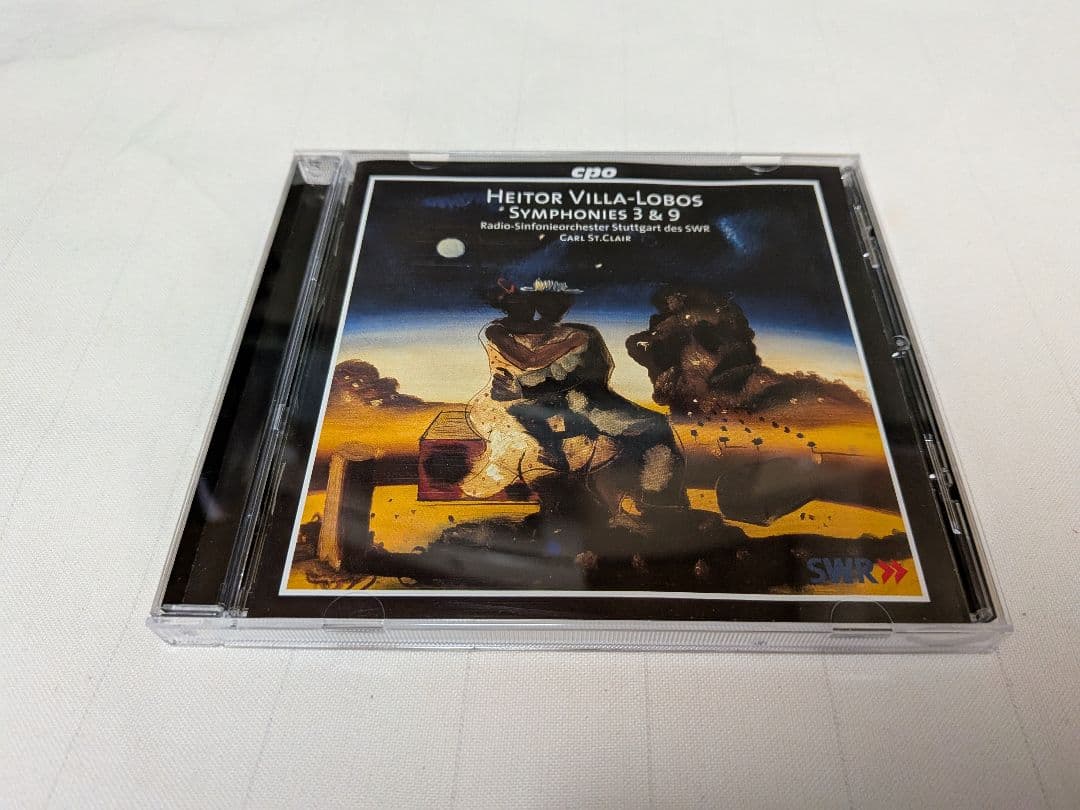 cpo
HEITOR VILLA-LOBOS
SYMPHONIES 3 & 9
Radio-Sinfonieorchester Stuttgart des SWR
CARL ST.CLAIR
SWR